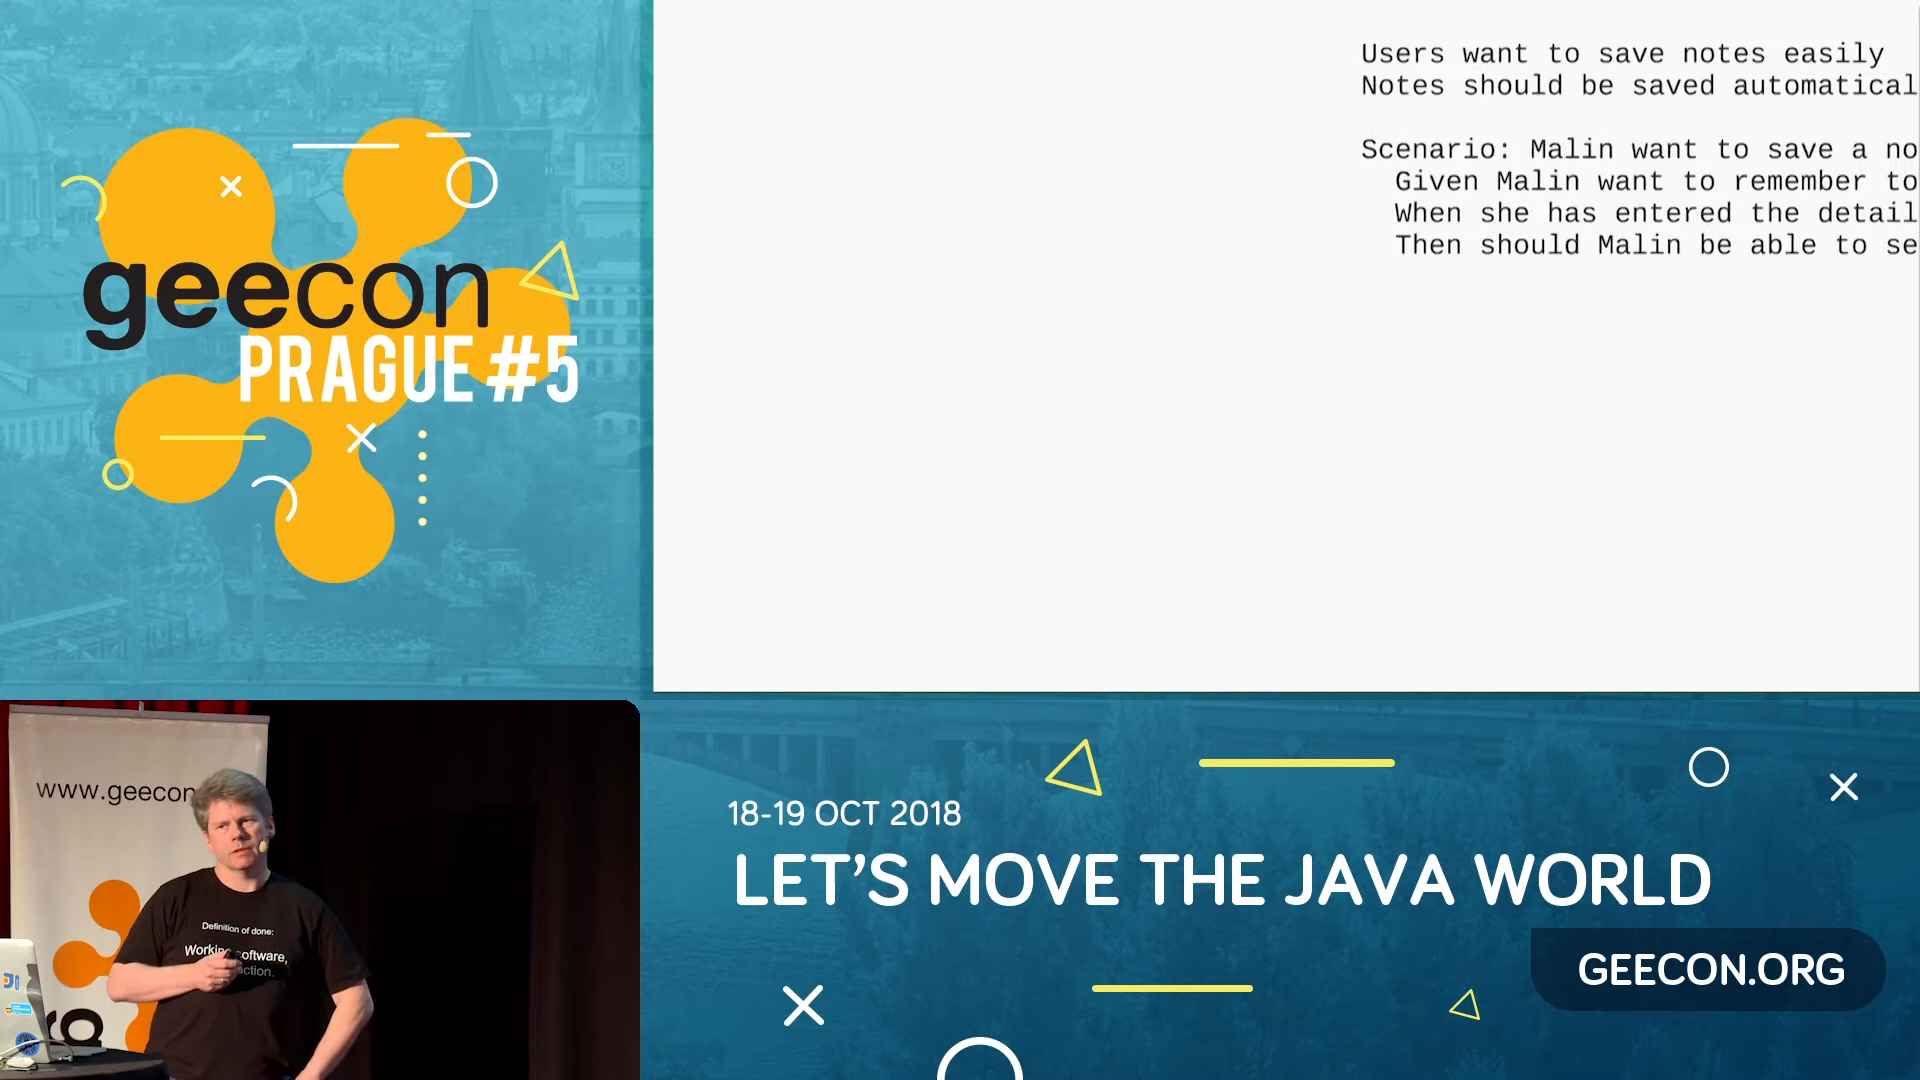 Users want to save notes easily
Notes should be saved automatical
Scenario: Malin want to save a no
Given Malin want to remember to
When she has entered the detail
Then should Malin be able to se
geecon
PRAGUE #5
www.geecon
Definition of done:
software,
18-19 OCT 2018
LET'S MOVE THE JAVA WORLD
GEECON.ORG